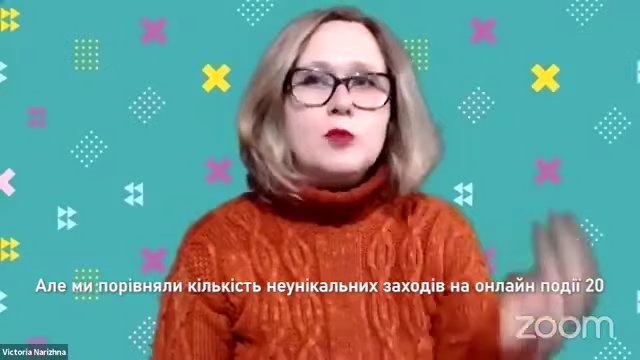 Але ми порівняли кількість неунікальних заходів на онлайн події 20
zoom
Victoria Narizhna